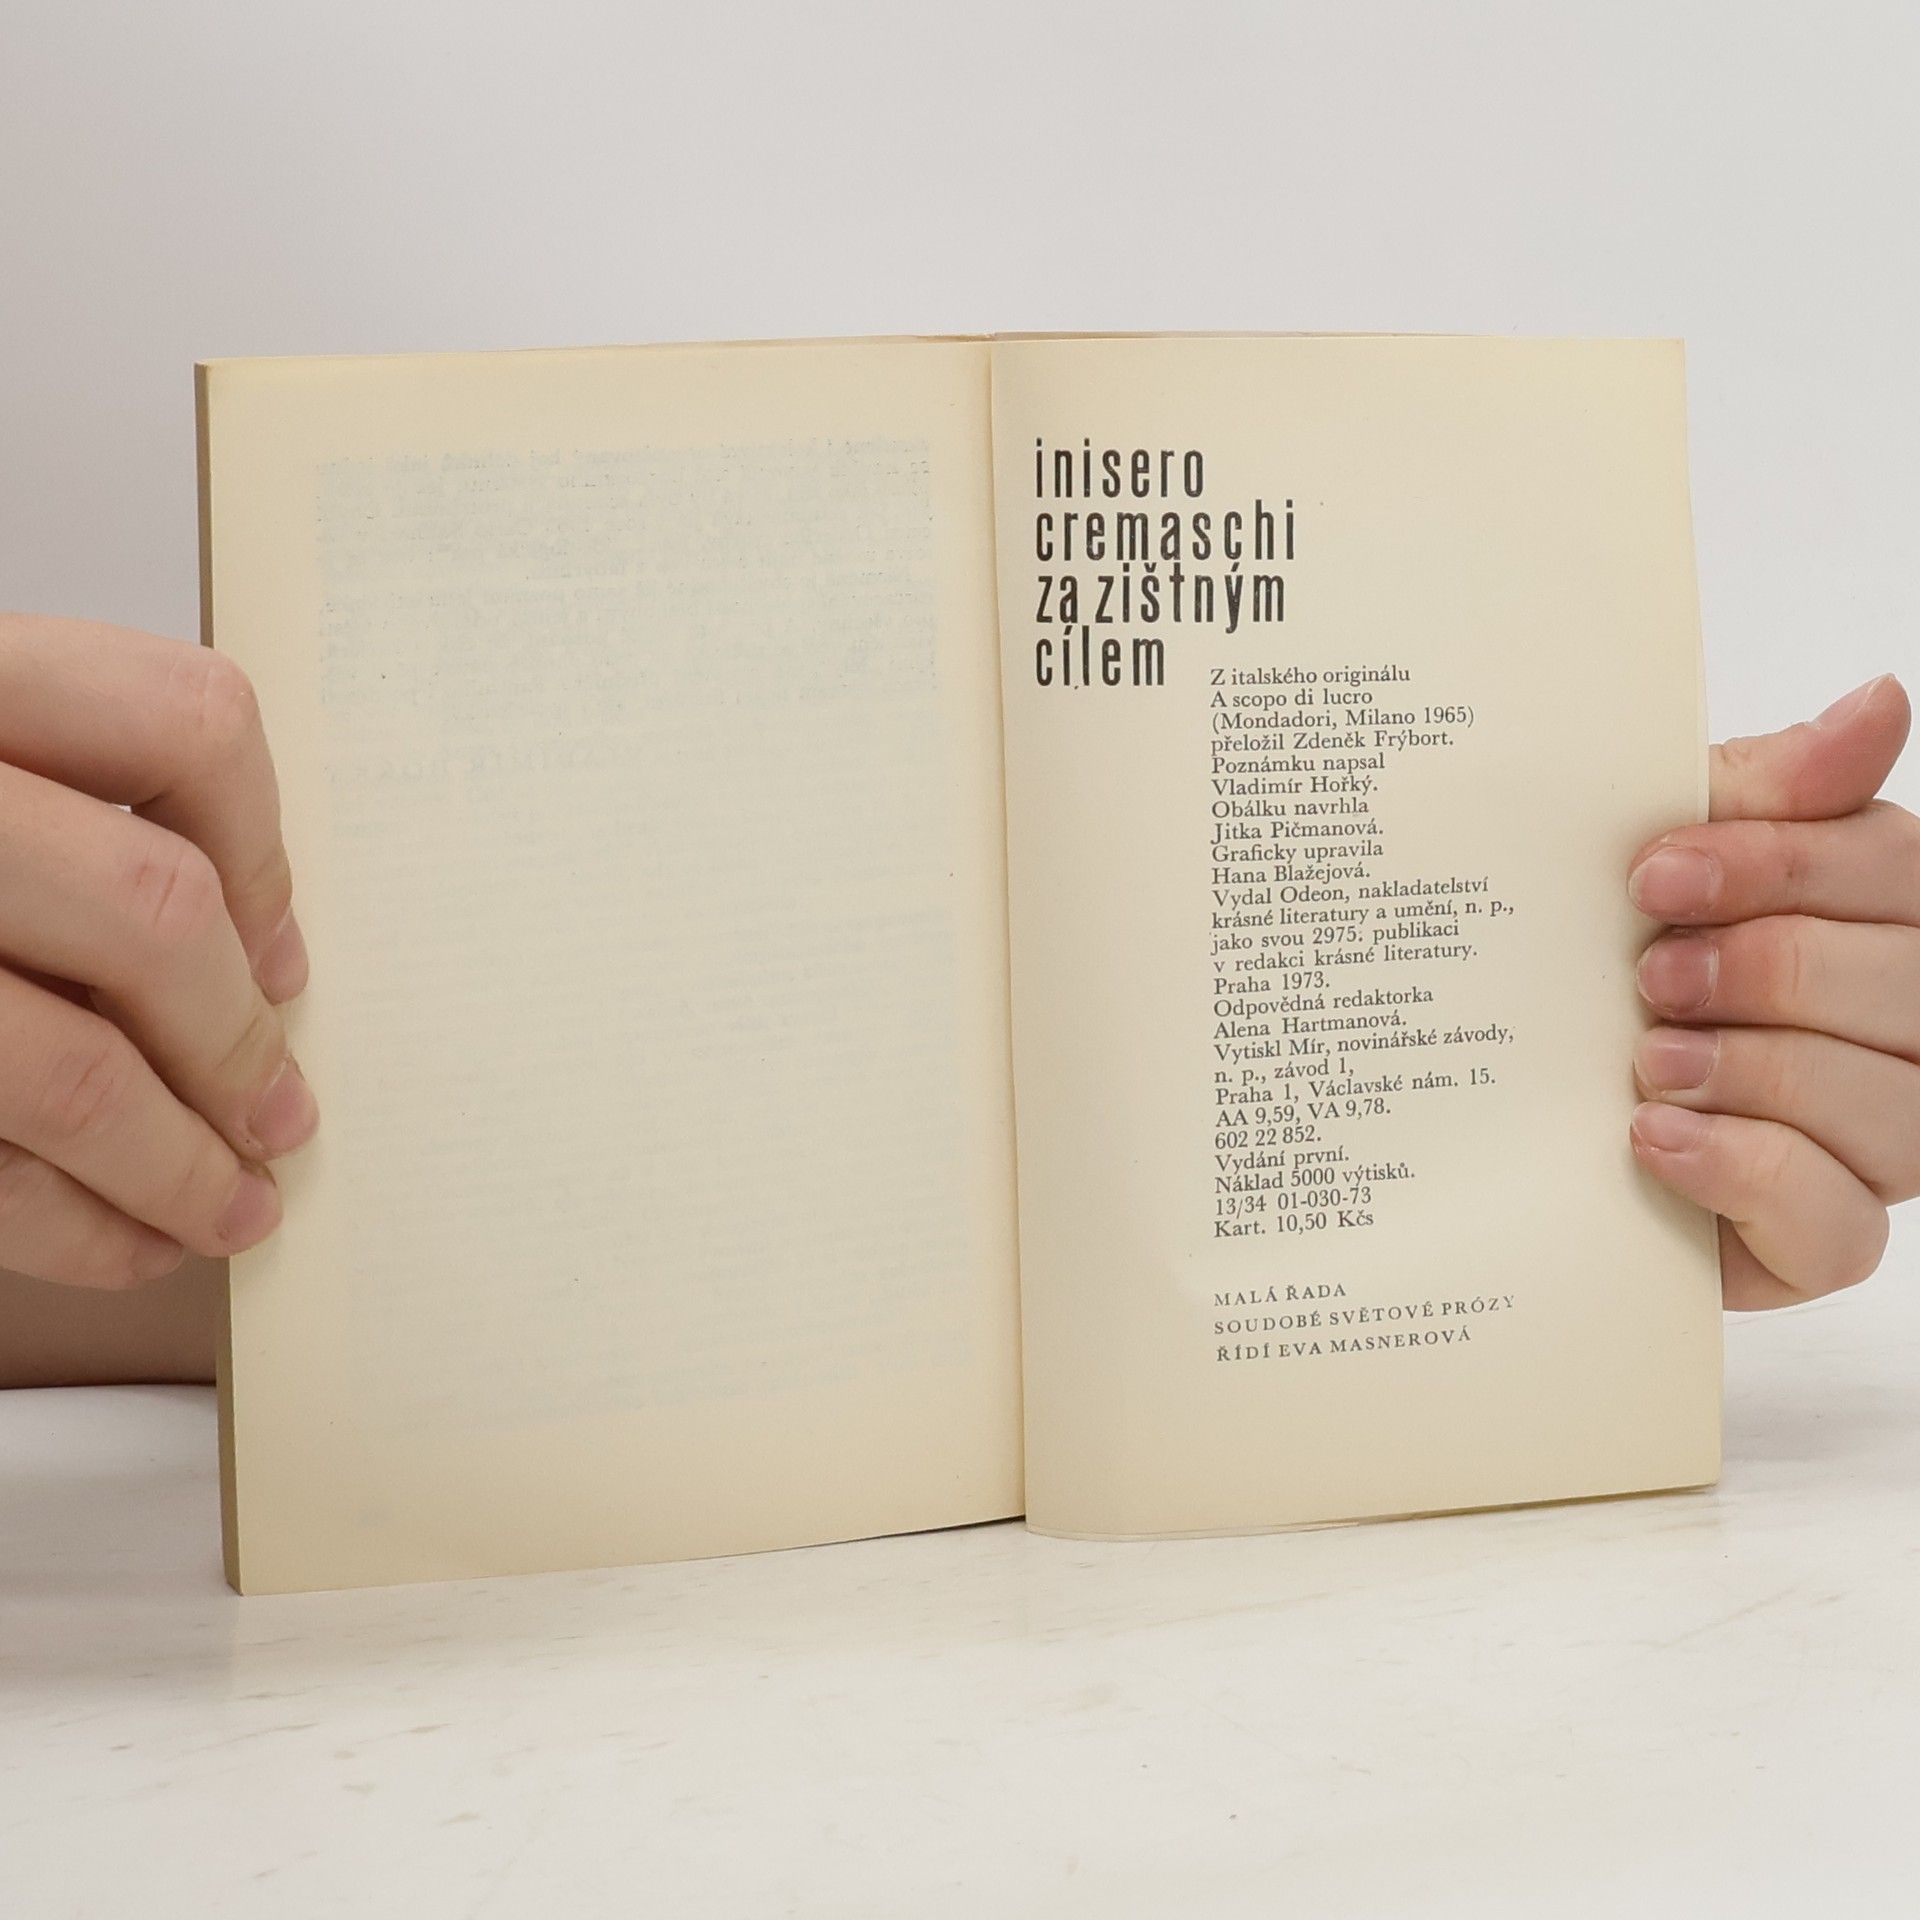 inisero
cremaschi
za zištným
cílem
Z italského originálu
A scopo di lucro
(Mondadori, Milano 1965)
přeložil Zdeněk Frýbort.
Poznámku napsal
Vladimír Hořký.
Obálku navrhla
Jitka Pičmanová.
Graficky upravila
Hana Blažejová.
Vydal Odeon, nakladatelství
krásné literatury a umění, n. p.,
jako svou 2975. publikaci
v redakci krásné literatury.
Praha 1973.
Odpovědná redaktorka
Alena Hartmanová.
Vytiskl Mír, novinářské závody,
n. p., závod 1,
Praha 1, Václavské nám. 15.
AA 9,59, VA 9,78.
602 22 852.
Vydání první.
Náklad 5000 výtisků.
13/34 01-030-73
Kart. 10,50 Kčs
MALÁ ŘADA
SOUDOBÉ SVĚTOVÉ PRÓZY
ŘÍDÍ EVA MASNEROVÁ